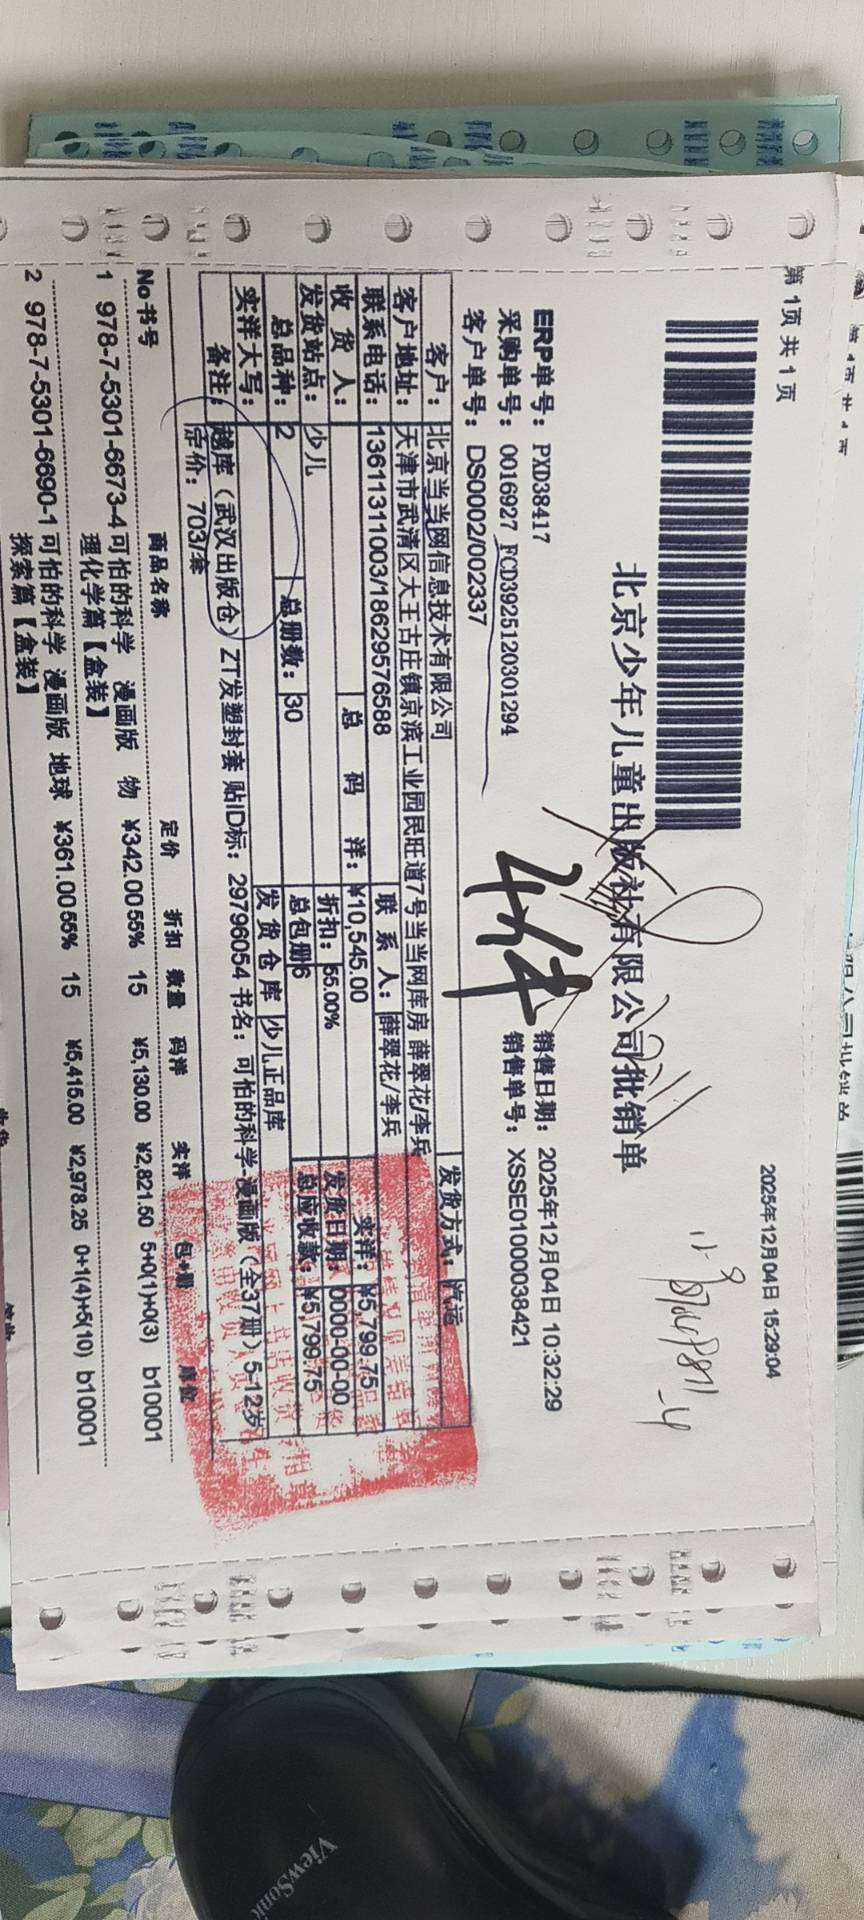 第 1页 共 1 页
2025年12月04日 15:29:04
北京少年儿童出版社有限公司批销单
ERP单号: PXD38417
销售日期: 2025年12月04日 10:32:29
采购单号: 0016927 FCD3925120301294
销售单号: XSSE01000038421
客户单号: DS0002/002337
客户: 北京当当网信息技术有限公司 发货方式: 汽运
客户地址: 天津市武清区大王古庄镇京滨工业园民旺道7号当当网库房 薛翠花/李兵
联系电话: 13611311003/18629576588 联 系 人: 薛翠花/李兵
收 货 人: 总 码 洋: ¥10,545.00 实洋: ¥5,799.75
发货站点: 少儿 折扣: 55.00% 发货日期: 0000-00-00
总品种: 2 总册数: 30 总包册 6 总应收款: ¥5,799.75
实洋大写: 发 货 仓 库 少儿正品库
备注: 越库(武汉出版仓)ZT发塑封套 贴ID标: 29796054 书名: 可怕的科学-漫画版(全37册)5-12岁
定价: 703/套
No 书号 商品名称 定价 折扣 数量 码洋 实洋 包+册 库位
1 978-7-5301-6673-4 可怕的科学 漫画版 物 ¥342.00 55% 15 ¥5,130.00 ¥2,821.50 5+0(1)+0(3) b10001
理化学篇【盒装】
2 978-7-5301-6690-1 可怕的科学 漫画版 地球 ¥361.00 55% 15 ¥5,415.00 ¥2,978.25 0+1(4)+5(10) b10001
探索篇【盒装】
ViewSonic